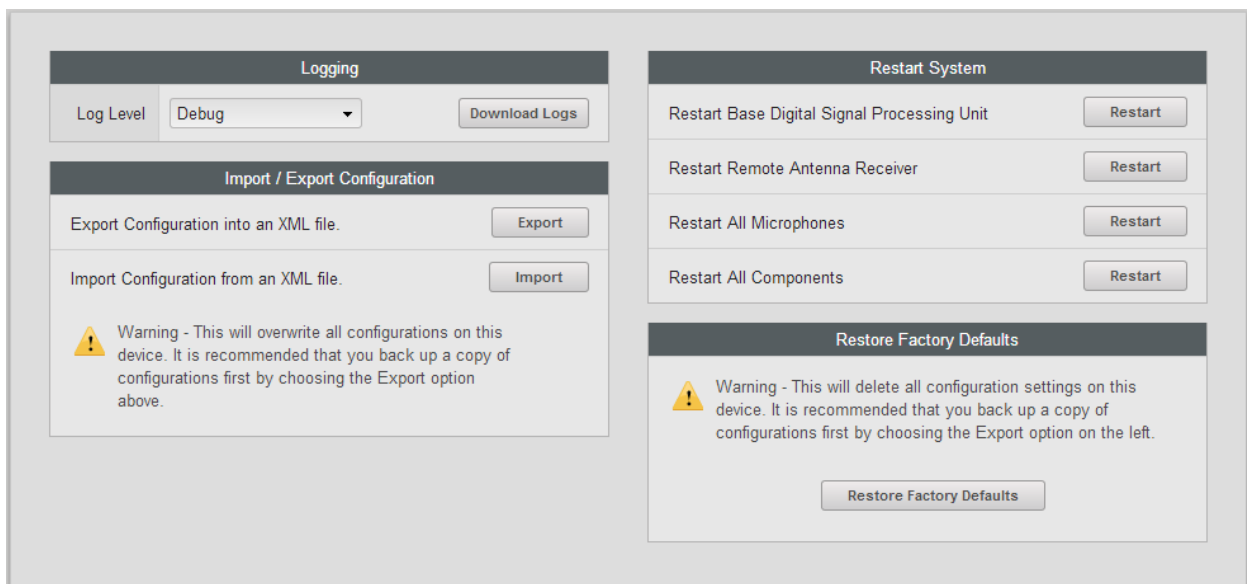 Logging
Log Level
Debug
Download Logs
Import / Export Configuration
Export Configuration into an XML file.
Export
Import Configuration from an XML file.
Import
Warning - This will overwrite all configurations on this
device. It is recommended that you back up a copy of
configurations first by choosing the Export option
above.
Restart System
Restart Base Digital Signal Processing Unit
Restart
Restart Remote Antenna Receiver
Restart
Restart All Microphones
Restart
Restart All Components
Restart
Restore Factory Defaults
Warning - This will delete all configuration settings on this
device. It is recommended that you back up a copy of
configurations first by choosing the Export option on the left.
Restore Factory Defaults